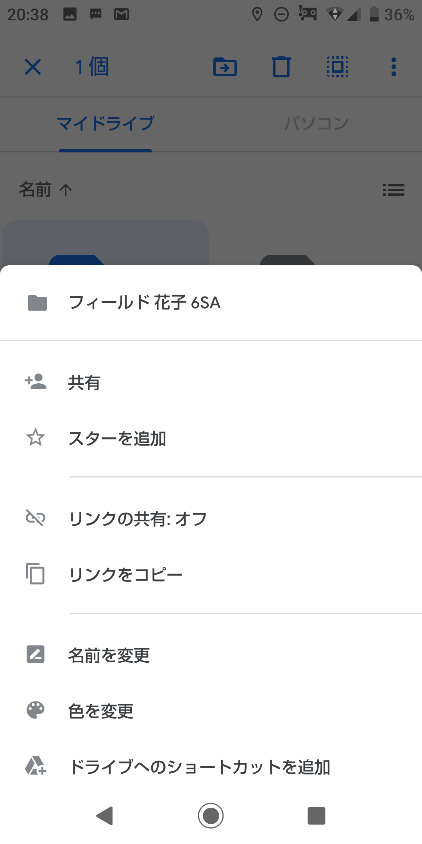 20:38
36%
1 個
マイドライブ
パソコン
名前
フィールド 花子 6SA
共有
スターを追加
リンクの共有: オフ
リンクをコピー
名前を変更
色を変更
ドライブへのショートカットを追加